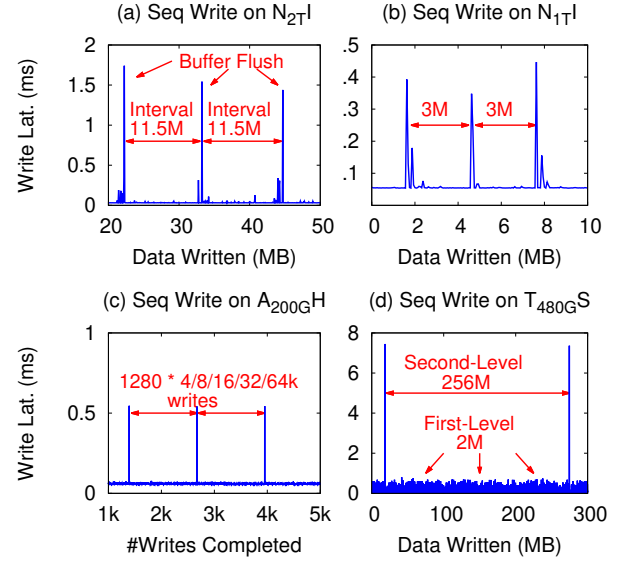 (a) Seq Write on N2TI
(b) Seq Write on N1TI
Write Lat. (ms)
2
1.5
1
0.5
0
Buffer Flush
Interval Interval
11.5M 11.5M
20 30 40 50
Data Written (MB)
.5
.4
.3
.2
.1
3M 3M
0 2 4 6 8 10
Data Written (MB)
(c) Seq Write on A200GH
(d) Seq Write on T480GS
Write Lat. (ms)
1
0.5
0
1280 * 4/8/16/32/64k
writes
1k 2k 3k 4k 5k
#Writes Completed
8
6
4
2
0
Second-Level
256M
First-Level
2M
0 100 200 300
Data Written (MB)